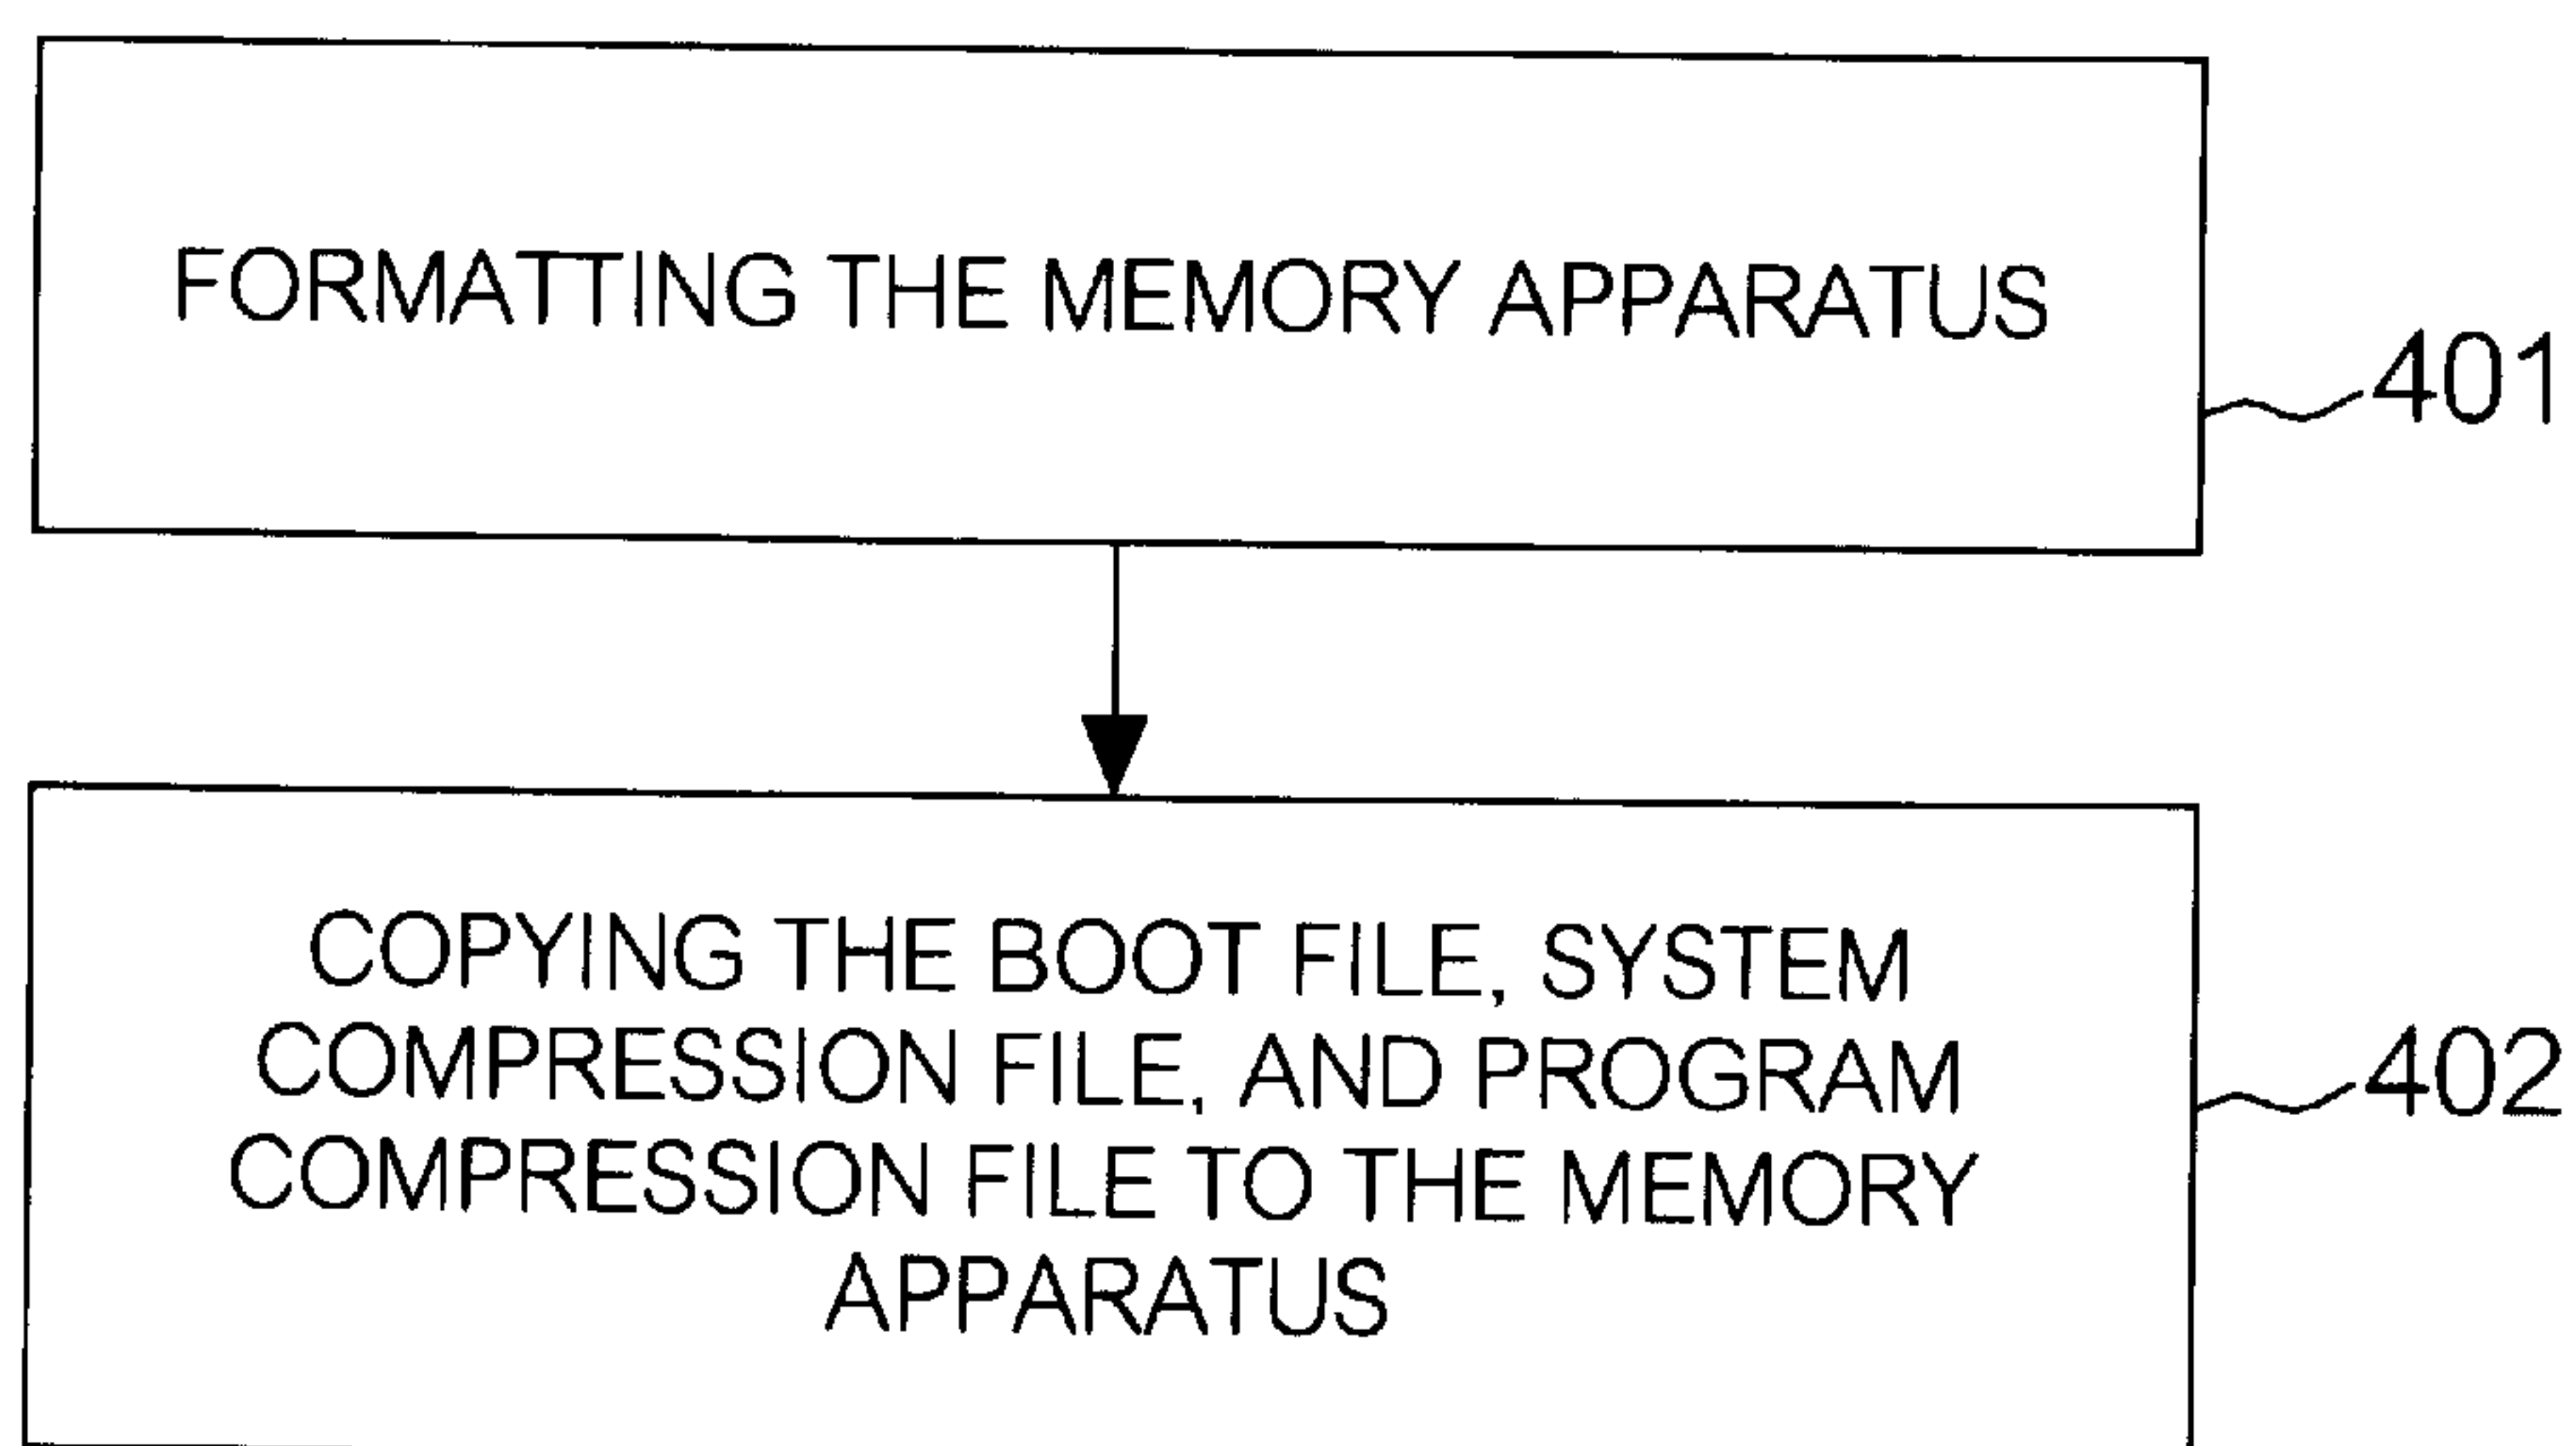 FORMATTING THE MEMORY APPARATUS
401
COPYING THE BOOT FILE, SYSTEM
COMPRESSION FILE, AND PROGRAM
COMPRESSION FILE TO THE MEMORY
APPARATUS
402